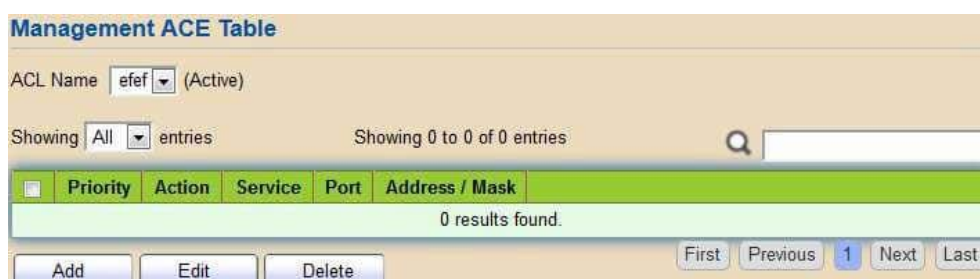 Management ACE Table
ACL Name efef (Active)
Showing All entries Showing 0 to 0 of 0 entries
Priority Action Service Port Address / Mask
0 results found.
Add Edit Delete First Previous 1 Next Last